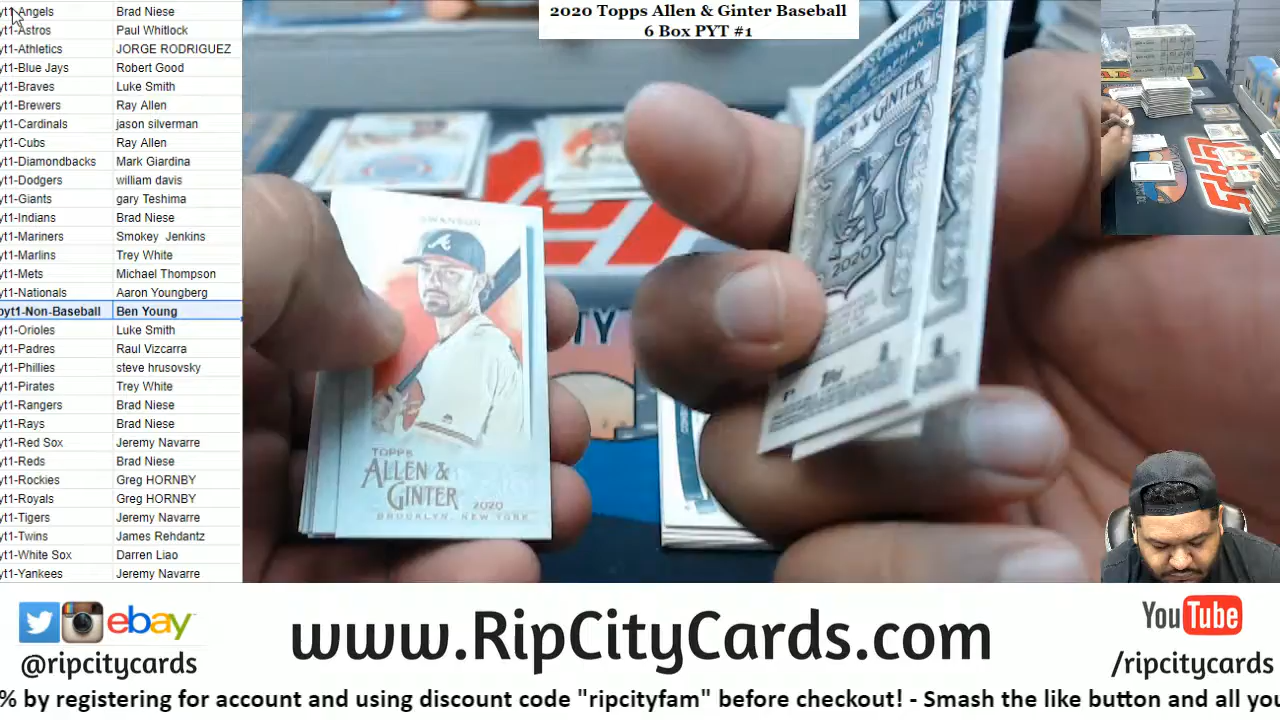 yt1-Angels Brad Niese
yt1-Astros Paul Whitlock
yt1-Athletics JORGE RODRIGUEZ
yt1-Blue Jays Robert Good
yt1-Braves Luke Smith
yt1-Brewers Ray Allen
yt1-Cardinals jason silverman
yt1-Cubs Ray Allen
yt1-Diamondbacks Mark Giardina
yt1-Dodgers william davis
yt1-Giants gary Teshima
yt1-Indians Brad Niese
yt1-Mariners Smokey Jenkins
yt1-Marlins Trey White
yt1-Mets Michael Thompson
yt1-Nationals Aaron Youngberg
pyt1-Non-Baseball Ben Young
yt1-Orioles Luke Smith
yt1-Padres Raul Vizcarra
yt1-Phillies steve hrusovsky
yt1-Pirates Trey White
yt1-Rangers Brad Niese
yt1-Rays Brad Niese
yt1-Red Sox Jeremy Navarre
yt1-Reds Brad Niese
yt1-Rockies Greg HORNBY
yt1-Royals Greg HORNBY
yt1-Tigers Jeremy Navarre
yt1-Twins James Rehdantz
yt1-White Sox Darren Liao
yt1-Yankees Jeremy Navarre
2020 Topps Allen & Ginter Baseball
6 Box PYT #1
SWANSON
TOPPS
ALLEN &
GINTER
2020
BROOKLYN, NEW YORK
CHAPMAN
ALLEN & GINTER
2020
ebay
@ripcitycards
www.RipCityCards.com
YouTube
/ripcitycards
% by registering for account and using discount code "ripcityfam" before checkout! - Smash the like button and all you